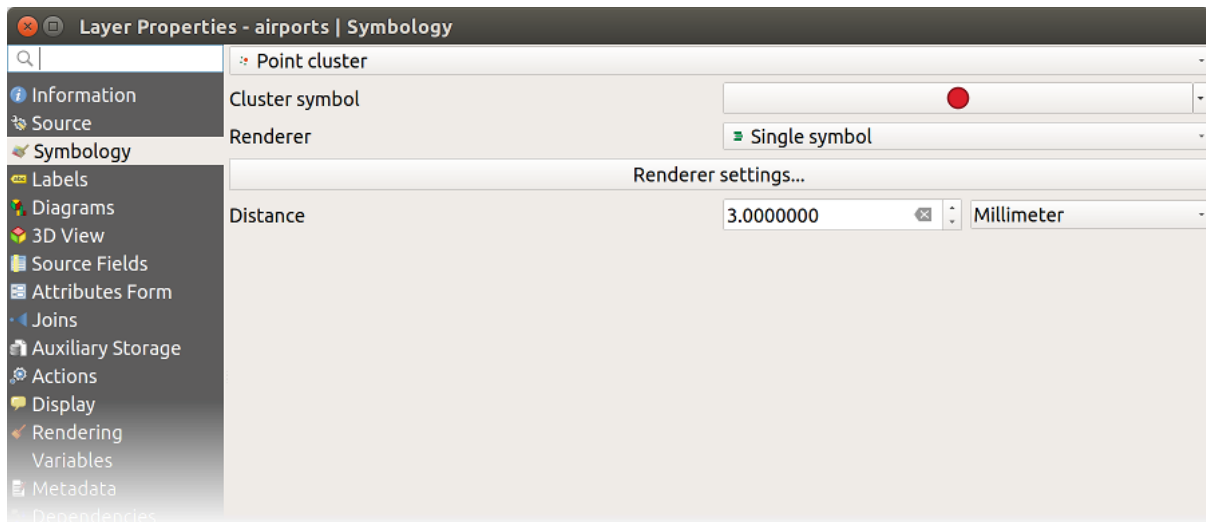 Layer Properties - airports | Symbology
Point cluster
Information
Cluster symbol
Source
Renderer
Single symbol
Symbology
Labels
Renderer settings...
Diagrams
Distance
3.0000000
Millimeter
3D View
Source Fields
Attributes Form
Joins
Auxiliary Storage
Actions
Display
Rendering
Variables
Metadata
Dependencies